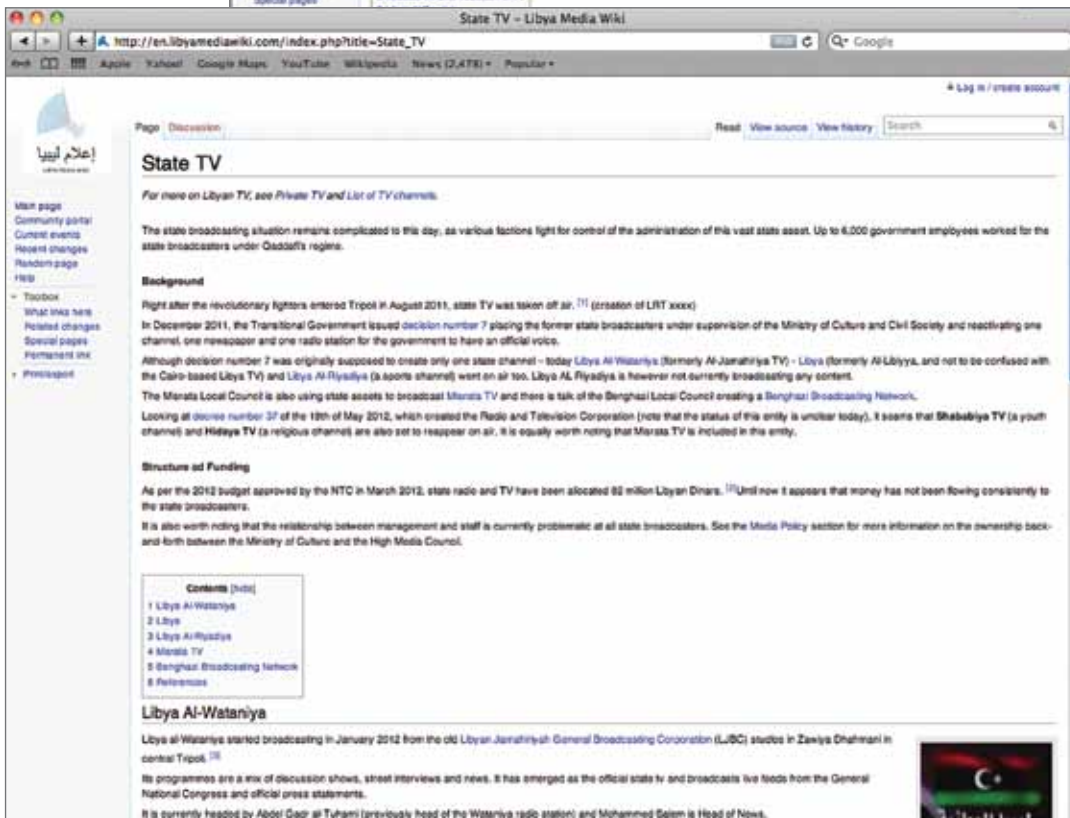 Special pages
State TV – Libya Media Wiki
http://en.libyamediawiki.com/index.php?title=State_TV
Google
Apple Yahoo! Google Maps YouTube Wikipedia News (2,478) Popular
Log in / create account
Page Discussion Read View source View history Search
إعلام ليبيا
State TV
For more on Libyan TV, see Private TV and List of TV channels.
Main page
Community portal
Current events
Recent changes
Random page
Help
Toolbox
What links here
Related changes
Special pages
Permanent link
Print/export
The state broadcasting situation remains complicated to this day, as various factions fight for control of the administration of this vast state asset. Up to 6,000 government employees worked for the
state broadcasters under Qaddafi's regime.
Background
Right after the revolutionary fighters entered Tripoli in August 2011, state TV was taken off air. [1] (creation of LRT xxxx)
In December 2011, the Transitional Government issued decision number 7 placing the former state broadcasters under supervision of the Ministry of Culture and Civil Society and reactivating one
channel, one newspaper and one radio station for the government to have an official voice.
Although decision number 7 was originally supposed to create only one state channel – today Libya Al-Wataniya (formerly Al-Jamahiriya TV) - Libya (formerly Al-Libiyya, and not to be confused with
the Cairo-based Libya TV) and Libya Al-Riyadiya (a sports channel) went on air too. Libya AL Riyadiya is however not currently broadcasting any content.
The Misrata Local Council is also using state assets to broadcast Misrata TV and there is talk of the Benghazi Local Council creating a Benghazi Broadcasting Network.
Looking at decree number 37 of the 19th of May 2012, which created the Radio and Television Corporation (note that the status of this entity is unclear today), it seems that Shababiya TV (a youth
channel) and Hidaya TV (a religious channel) are also set to reappear on air. It is equally worth noting that Misrata TV is included in this entity.
Structure ad Funding
As per the 2012 budget approved by the NTC in March 2012, state radio and TV have been allocated 82 million Libyan Dinars. [2]Until now it appears that money has not been flowing consistently to
the state broadcasters.
It is also worth noting that the relationship between management and staff is currently problematic at all state broadcasters. See the Media Policy section for more information on the ownership back-
and-forth between the Ministry of Culture and the High Media Council.
Contents [hide]
1 Libya Al-Wataniya
2 Libya
3 Libya Al-Riyadiya
4 Misrata TV
5 Benghazi Broadcasting Network
6 References
Libya Al-Wataniya
Libya al-Wataniya started broadcasting in January 2012 from the old Libyan Jamahiriyah General Broadcasting Corporation (LJBC) studios in Zawiya Dhahmani in
central Tripoli. [3]
Its programmes are a mix of discussion shows, street interviews and news. It has emerged as the official state tv and broadcasts live feeds from the General
National Congress and official press statements.
It is currently headed by Abdel Qadr al Tuhami (previously head of the Wataniya radio station) and Mohammed Salem is Head of News.